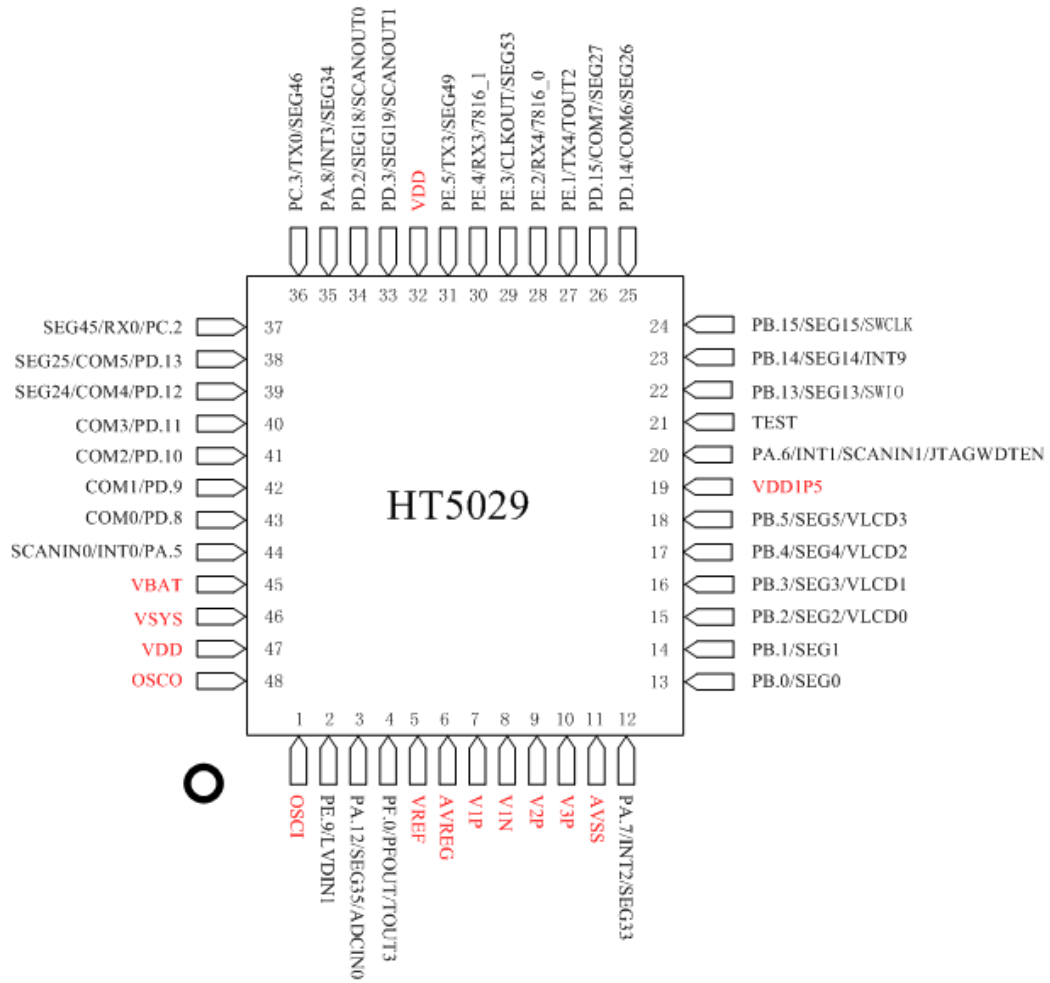 PC.3/TX0/SEG46
PA.8/INT3/SEG34
PD.2/SEG18/SCANOUT0
PD.3/SEG19/SCANOUT1
VDD
PE.5/TX3/SEG49
PE.4/RX3/7816_1
PE.3/CLKOUT/SEG53
PE.2/RX4/7816_0
PE.1/TX4/TOUT2
PD.15/COM7/SEG27
PD.14/COM6/SEG26
36 35 34 33 32 31 30 29 28 27 26 25
SEG45/RX0/PC.2 37
SEG25/COM5/PD.13 38
SEG24/COM4/PD.12 39
COM3/PD.11 40
COM2/PD.10 41
COM1/PD.9 42
COM0/PD.8 43
SCANIN0/INT0/PA.5 44
VBAT 45
VSYS 46
VDD 47
OSCO 48
HT5029
24 PB.15/SEG15/SWCLK
23 PB.14/SEG14/INT9
22 PB.13/SEG13/SWIO
21 TEST
20 PA.6/INT1/SCANIN1/JTAGWDTEN
19 VDD1P5
18 PB.5/SEG5/VLCD3
17 PB.4/SEG4/VLCD2
16 PB.3/SEG3/VLCD1
15 PB.2/SEG2/VLCD0
14 PB.1/SEG1
13 PB.0/SEG0
1 2 3 4 5 6 7 8 9 10 11 12
OSCI
PE.9/LVDIN1
PA.12/SEG35/ADCIN0
PF.0/PFOUT/TOUT3
VREF
AVREG
V1P
V1N
V2P
V3P
AVSS
PA.7/INT2/SEG33